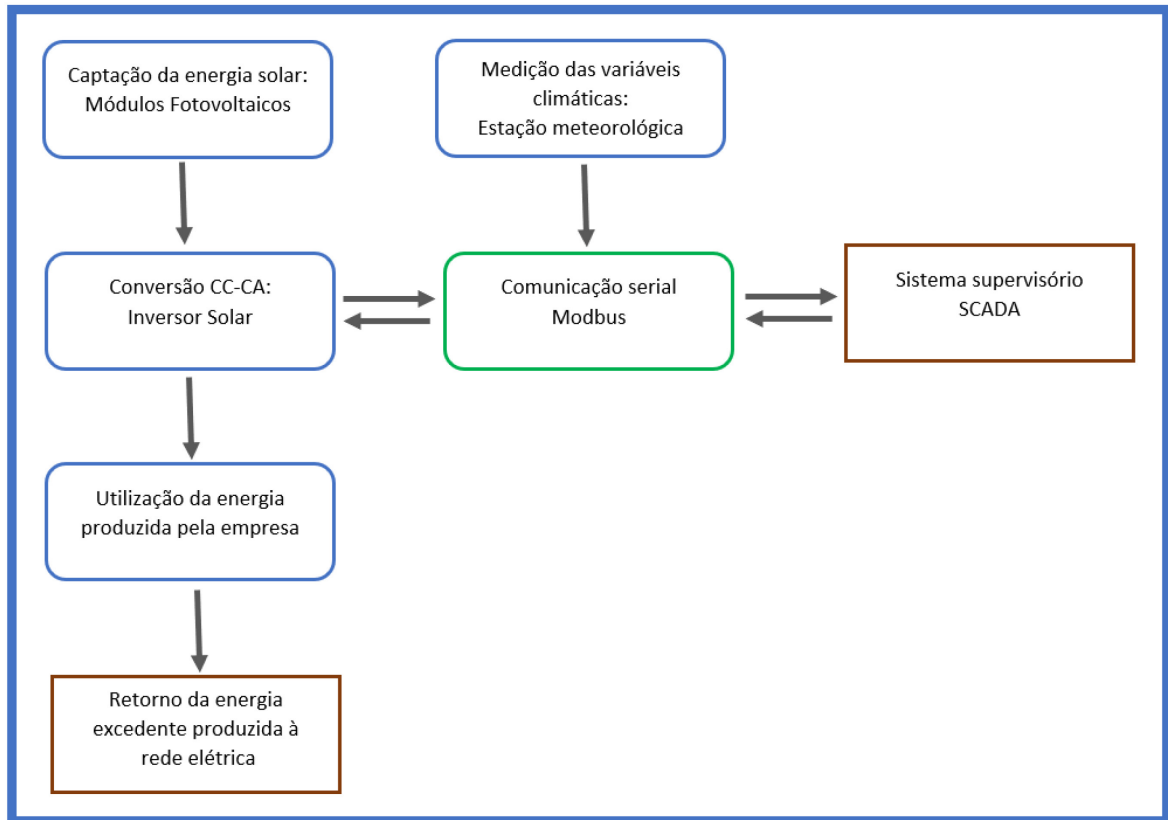 Captação da energia solar:
Módulos Fotovoltaicos
Medição das variáveis
climáticas:
Estação meteorológica
Conversão CC-CA:
Inversor Solar
Comunicação serial
Modbus
Sistema supervisório
SCADA
Utilização da energia
produzida pela empresa
Retorno da energia
excedente produzida à
rede elétrica